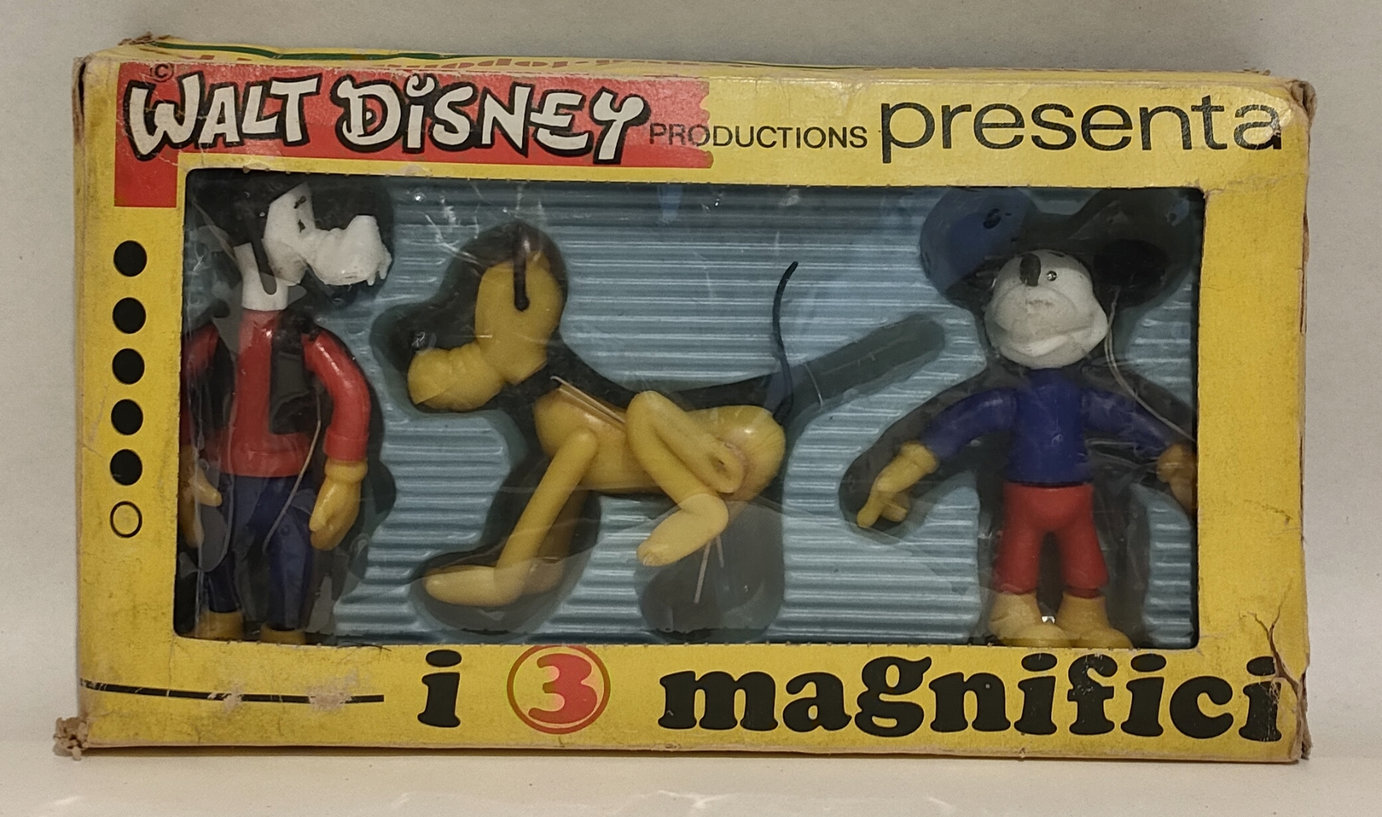 © WALT DISNEY PRODUCTIONS presenta
i 3 magnifici